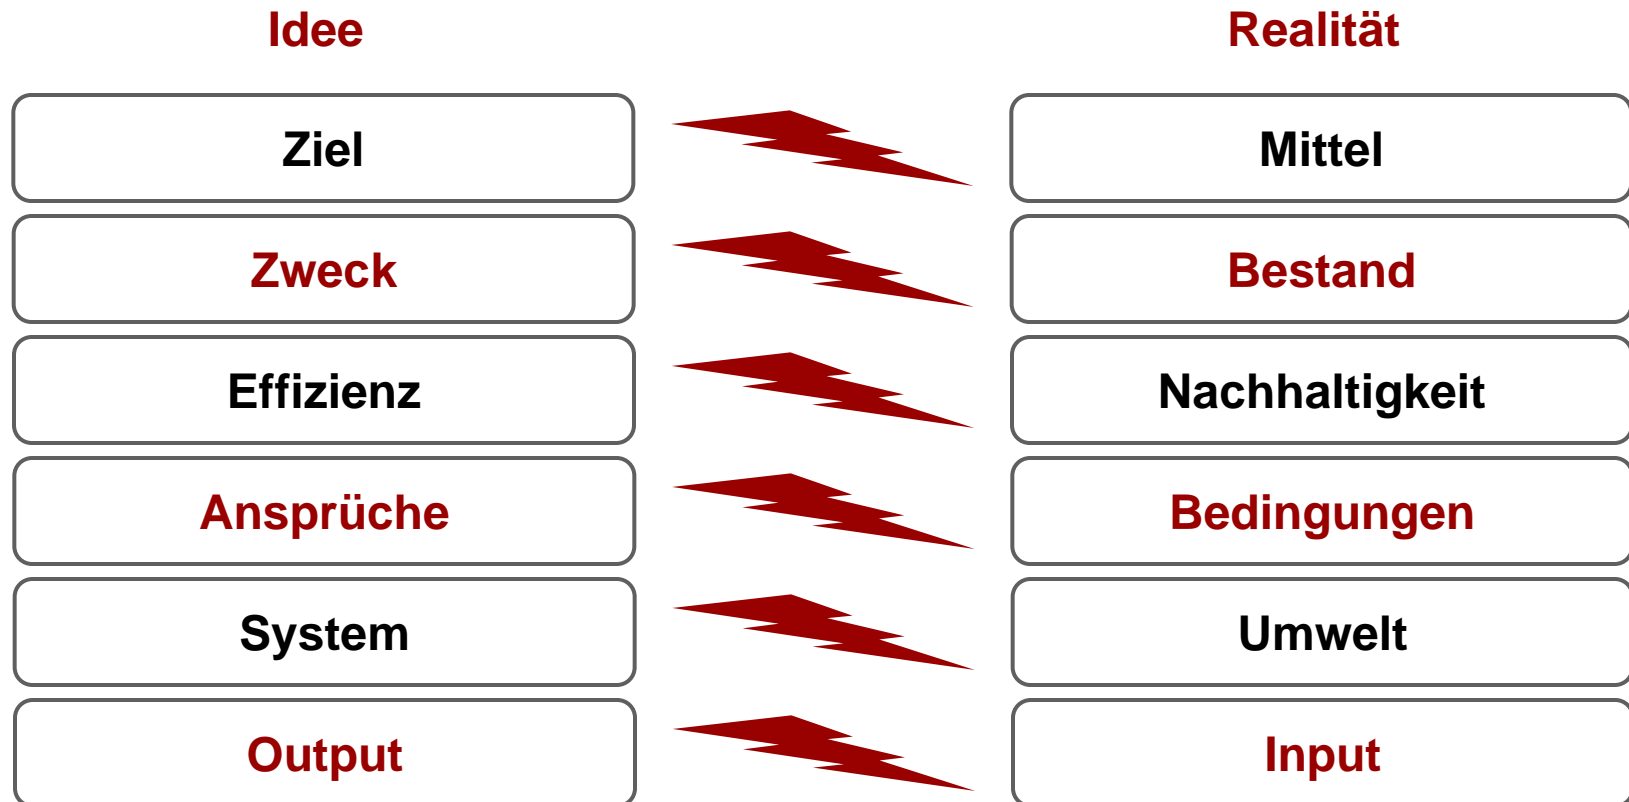 Idee Realität
Ziel Mittel
Zweck Bestand
Effizienz Nachhaltigkeit
Ansprüche Bedingungen
System Umwelt
Output Input